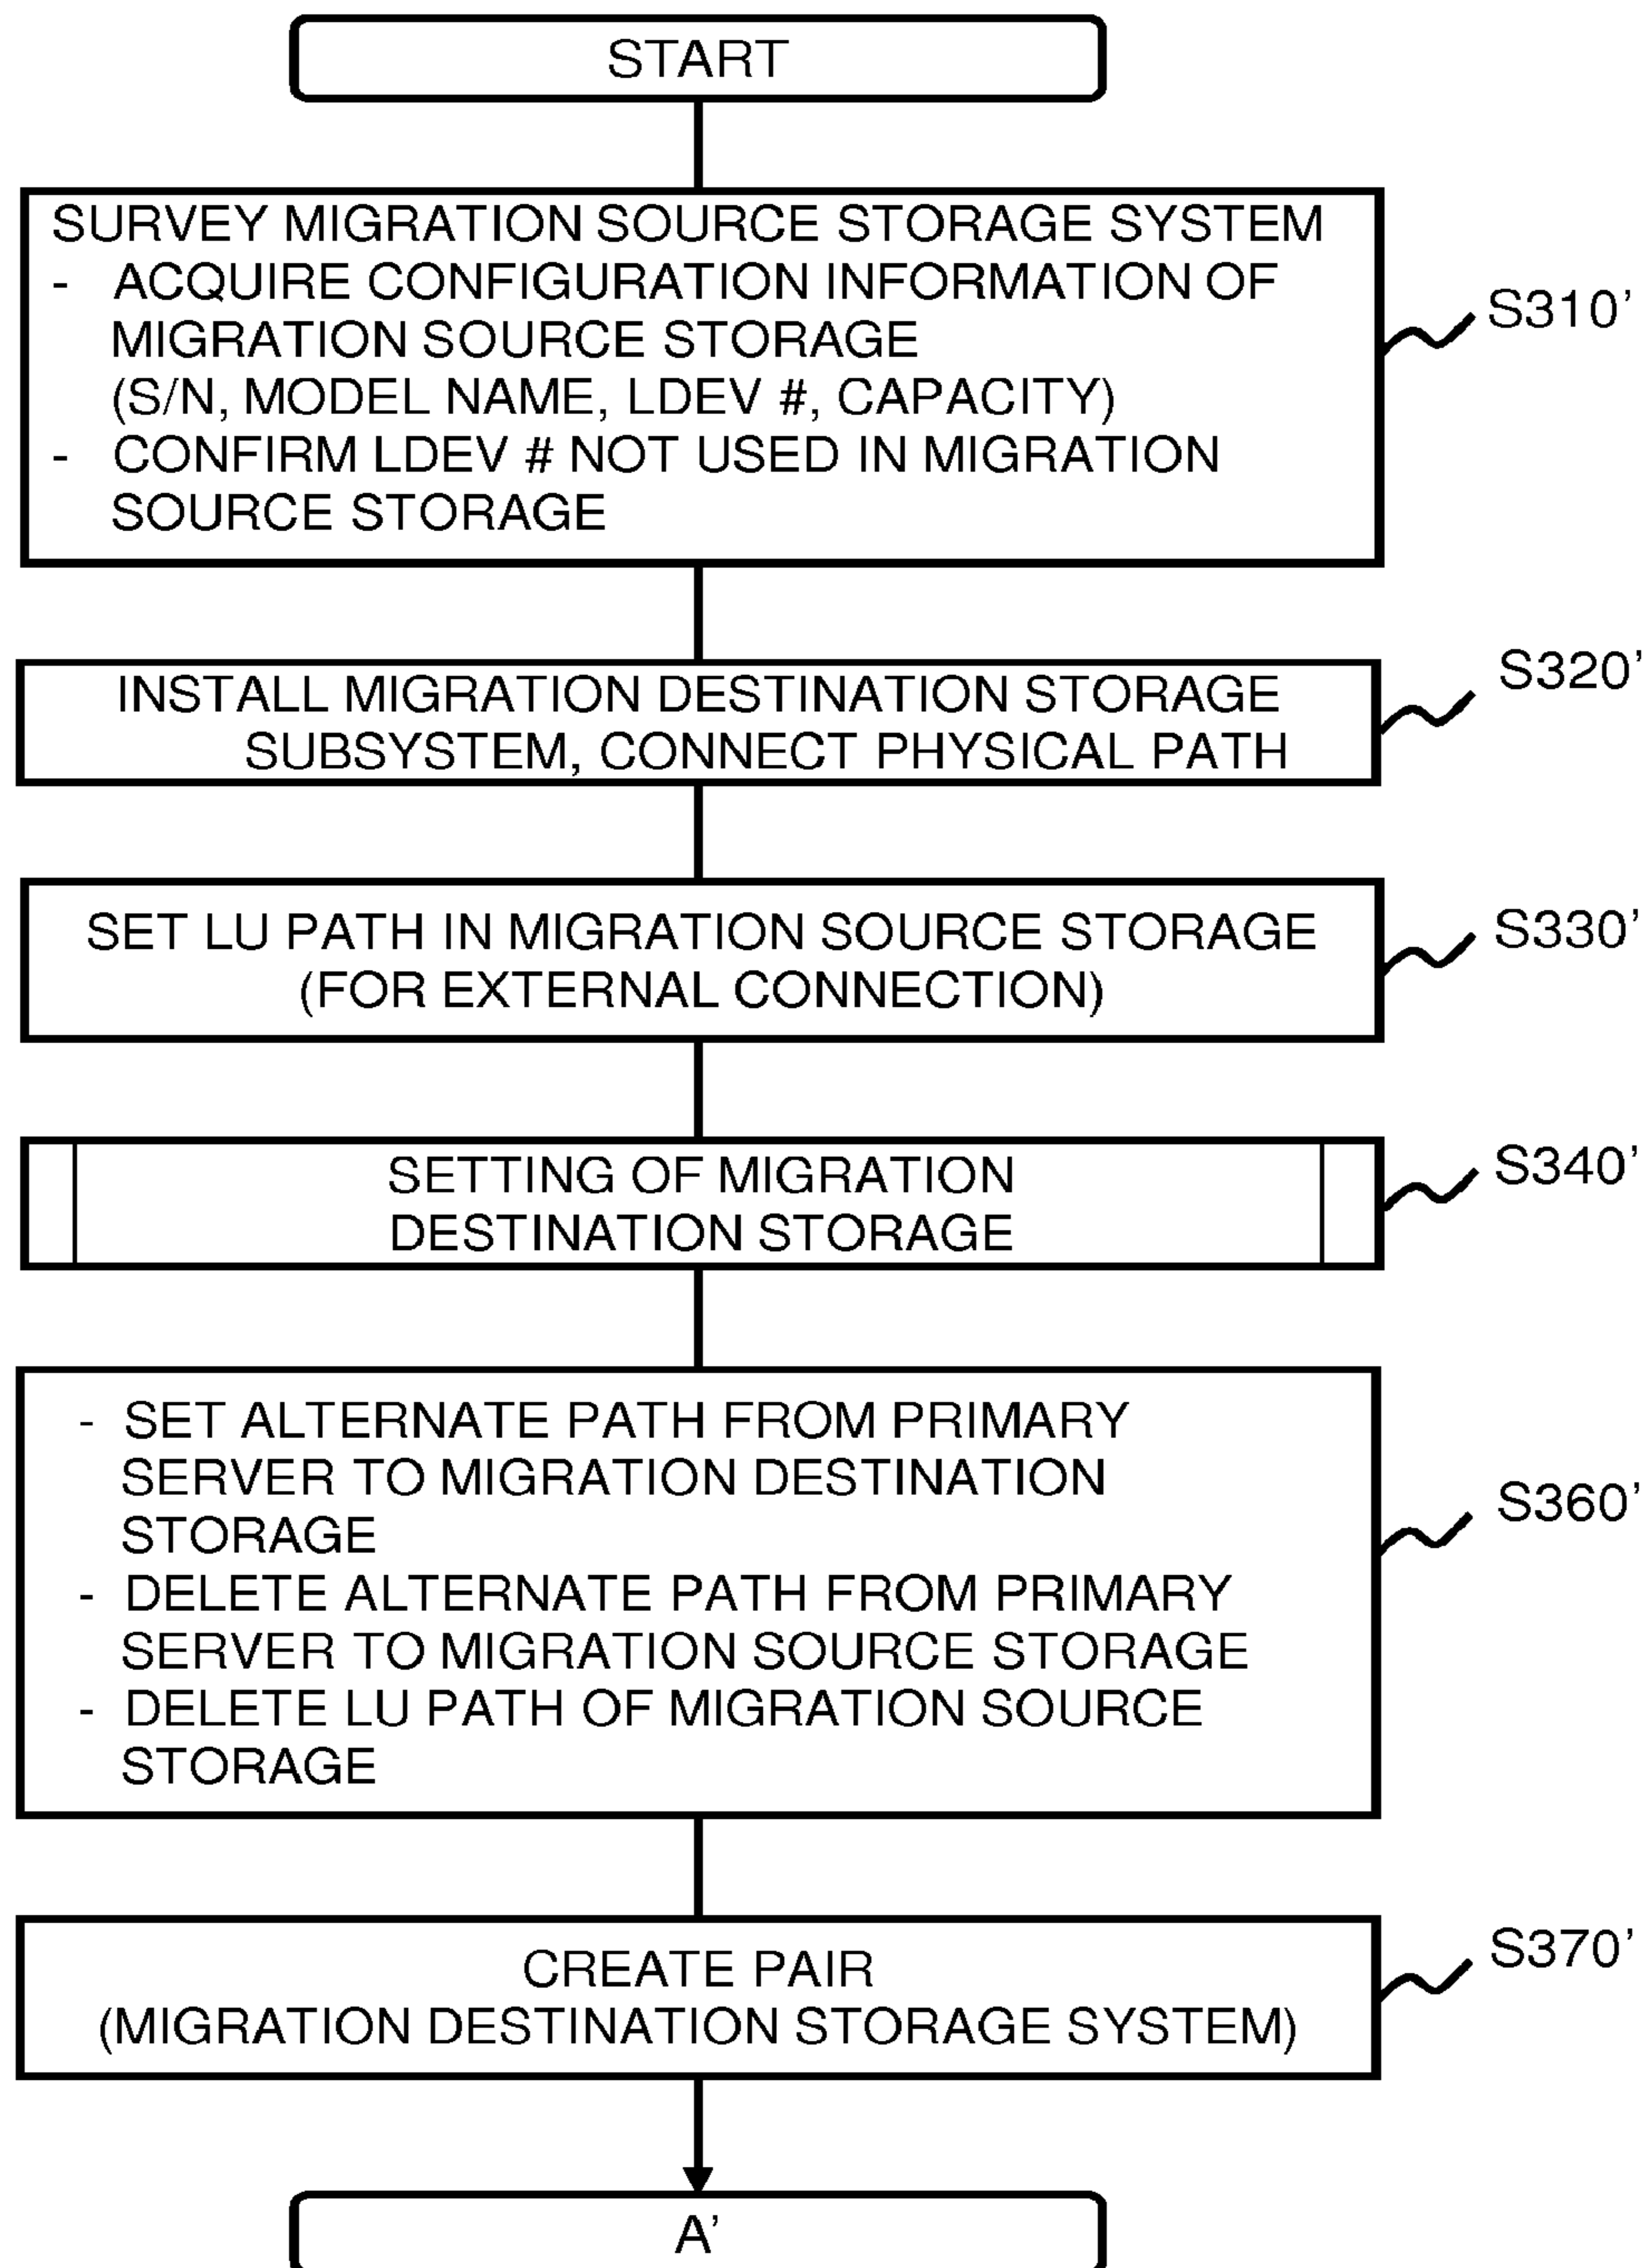 START
SURVEY MIGRATION SOURCE STORAGE SYSTEM
- ACQUIRE CONFIGURATION INFORMATION OF
MIGRATION SOURCE STORAGE
(S/N, MODEL NAME, LDEV #, CAPACITY)
- CONFIRM LDEV # NOT USED IN MIGRATION
SOURCE STORAGE
S310’
INSTALL MIGRATION DESTINATION STORAGE
SUBSYSTEM, CONNECT PHYSICAL PATH
S320’
SET LU PATH IN MIGRATION SOURCE STORAGE
(FOR EXTERNAL CONNECTION)
S330’
SETTING OF MIGRATION
DESTINATION STORAGE
S340’
- SET ALTERNATE PATH FROM PRIMARY
SERVER TO MIGRATION DESTINATION
STORAGE
- DELETE ALTERNATE PATH FROM PRIMARY
SERVER TO MIGRATION SOURCE STORAGE
- DELETE LU PATH OF MIGRATION SOURCE
STORAGE
S360’
CREATE PAIR
(MIGRATION DESTINATION STORAGE SYSTEM)
S370’
A’